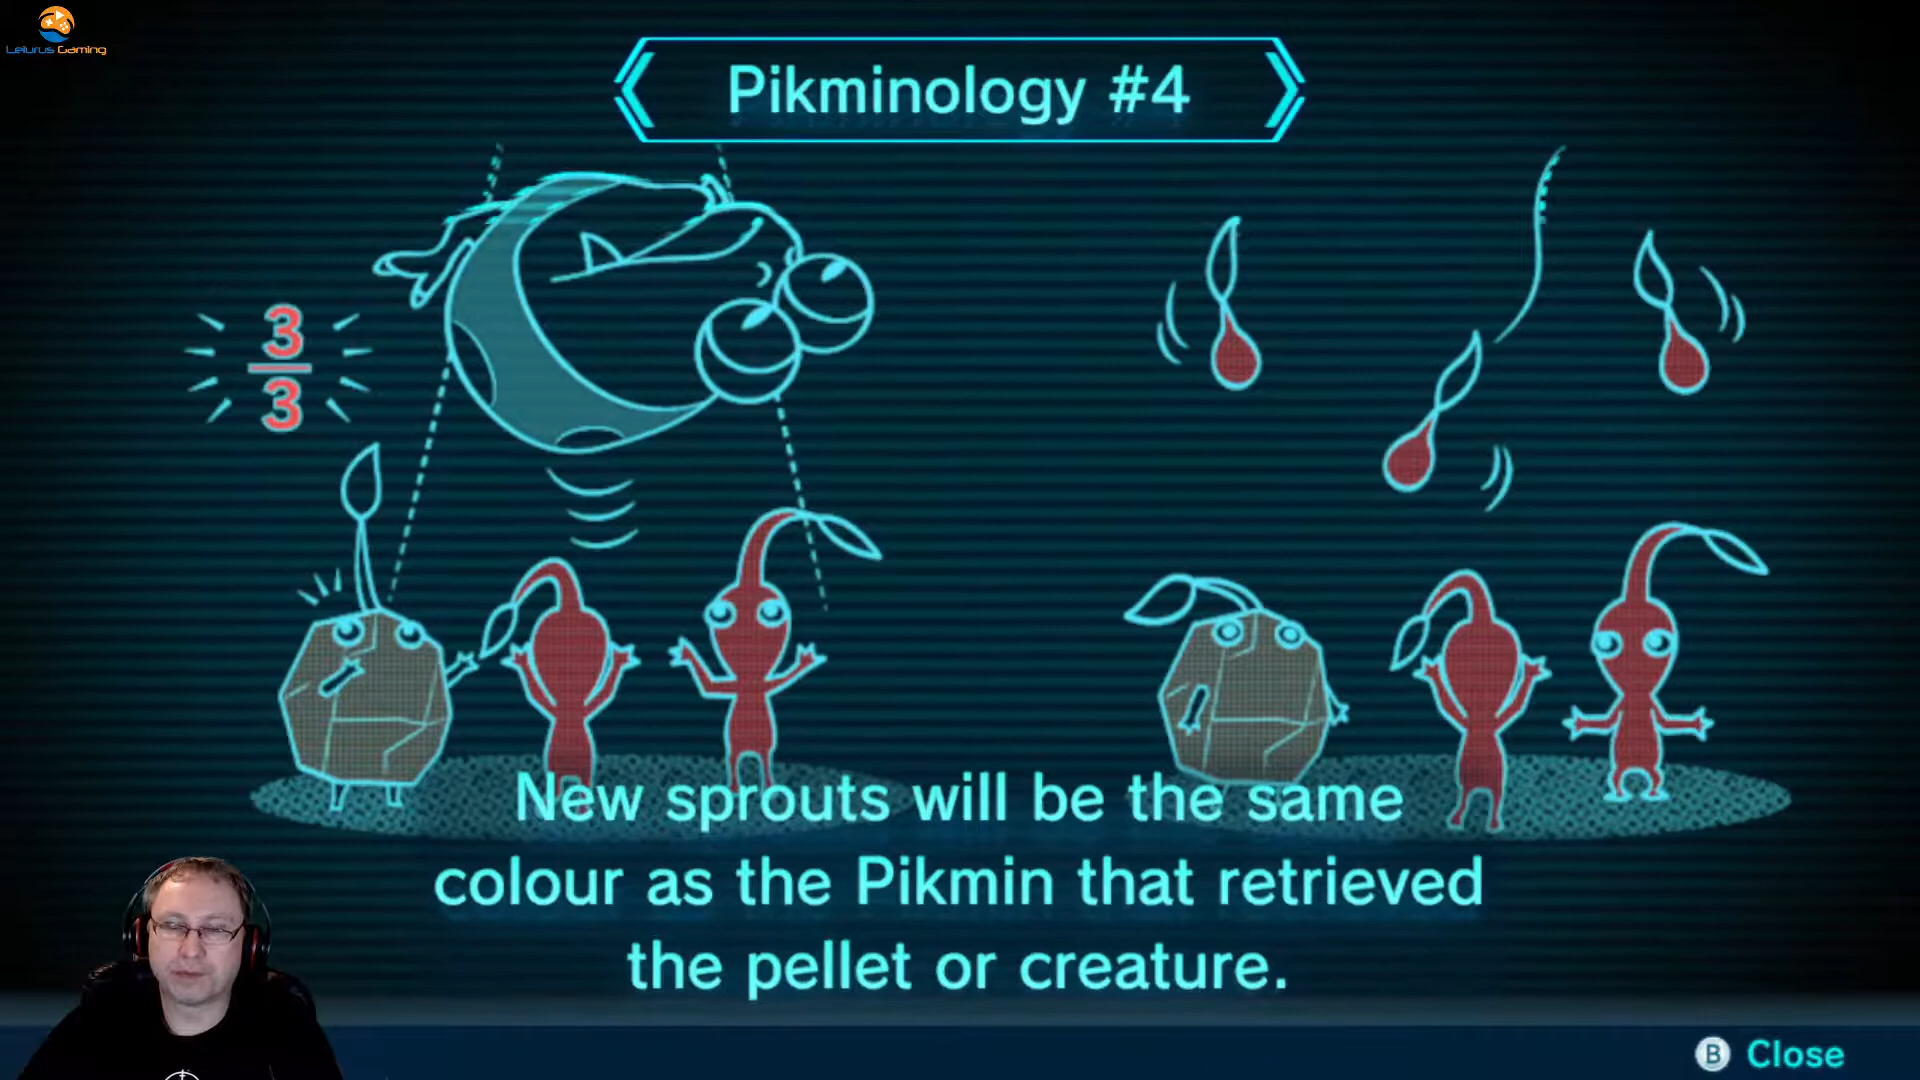 Leiurus Gaming
Pikminology #4
3
3
New sprouts will be the same
colour as the Pikmin that retrieved
the pellet or creature.
B Close